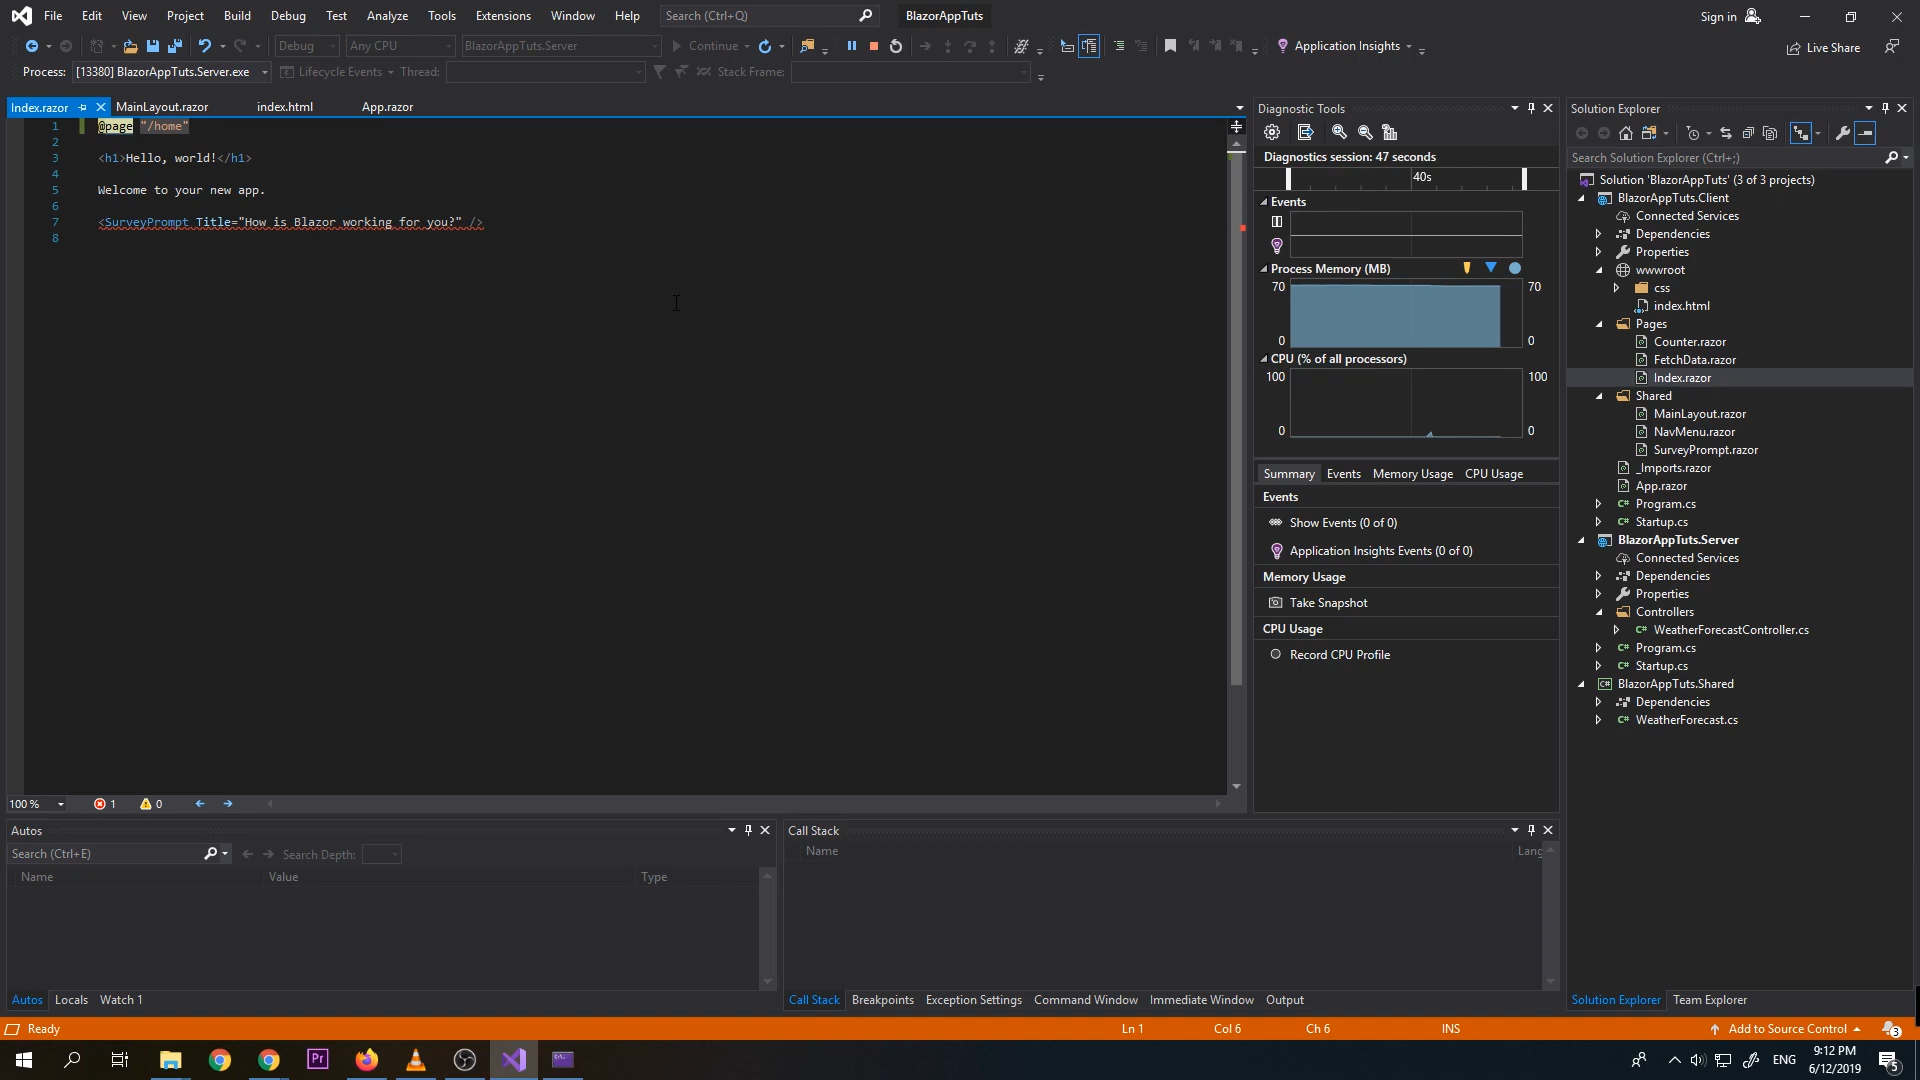 File Edit View Project Build Debug Test Analyze Tools Extensions Window Help Search (Ctrl+Q) BlazorAppTuts Sign in
Debug Any CPU BlazorAppTuts.Server Continue Application Insights Live Share
Process: [13380] BlazorAppTuts.Server.exe Lifecycle Events Thread: Stack Frame:
Index.razor MainLayout.razor index.html App.razor
1 @page "/home"
2
3 <h1>Hello, world!</h1>
4
5 Welcome to your new app.
6
7 <SurveyPrompt Title="How is Blazor working for you?" />
8
100 % 1 0
Diagnostic Tools
Diagnostics session: 47 seconds
40s
Events
Process Memory (MB)
70 70
0 0
CPU (% of all processors)
100 100
0 0
Summary Events Memory Usage CPU Usage
Events
Show Events (0 of 0)
Application Insights Events (0 of 0)
Memory Usage
Take Snapshot
CPU Usage
Record CPU Profile
Solution Explorer
Search Solution Explorer (Ctrl+;)
Solution 'BlazorAppTuts' (3 of 3 projects)
BlazorAppTuts.Client
Connected Services
Dependencies
Properties
wwwroot
css
index.html
Pages
Counter.razor
FetchData.razor
Index.razor
Shared
MainLayout.razor
NavMenu.razor
SurveyPrompt.razor
_Imports.razor
App.razor
C# Program.cs
C# Startup.cs
BlazorAppTuts.Server
Connected Services
Dependencies
Properties
Controllers
C# WeatherForecastController.cs
C# Program.cs
C# Startup.cs
C# BlazorAppTuts.Shared
Dependencies
C# WeatherForecast.cs
Solution Explorer Team Explorer
Autos
Search (Ctrl+E) Search Depth:
Name Value Type
Autos Locals Watch 1
Call Stack
Name Lang
Call Stack Breakpoints Exception Settings Command Window Immediate Window Output
Ready Ln 1 Col 6 Ch 6 INS Add to Source Control 3
Pr ENG 9:12 PM 5
6/12/2019